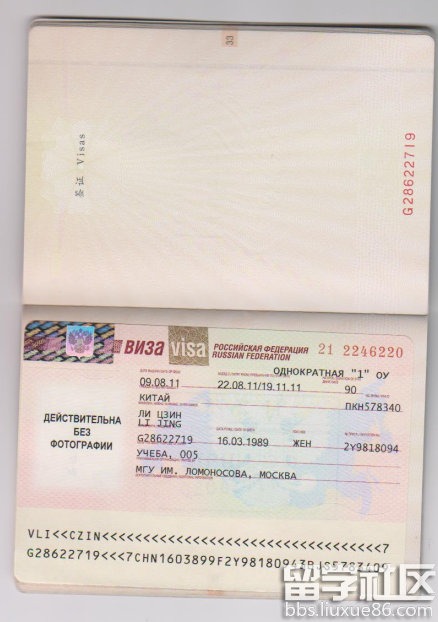 33
签证 Visas
G28622719
ВИЗА visa РОССИЙСКАЯ ФЕДЕРАЦИЯ
RUSSIAN FEDERATION 21 2246220
ОДНОКРАТНАЯ "1" ОУ
09.08.11 22.08.11/19.11.11 90
КИТАЙ ПКН578340
ДЕЙСТВИТЕЛЬНА
БЕЗ
ФОТОГРАФИИ
ЛИ ЦЗИН
LI JING
G28622719 16.03.1989 ЖЕН 2Y9818094
УЧЕБА, 005
МГУ ИМ. ЛОМОНОСОВА, МОСКВА
VLI<<CZIN<<<<<<<<<<<<<<<<<<<<<<<<<<<<<<<<<<7
留学社区
bbs.liuxue86.com